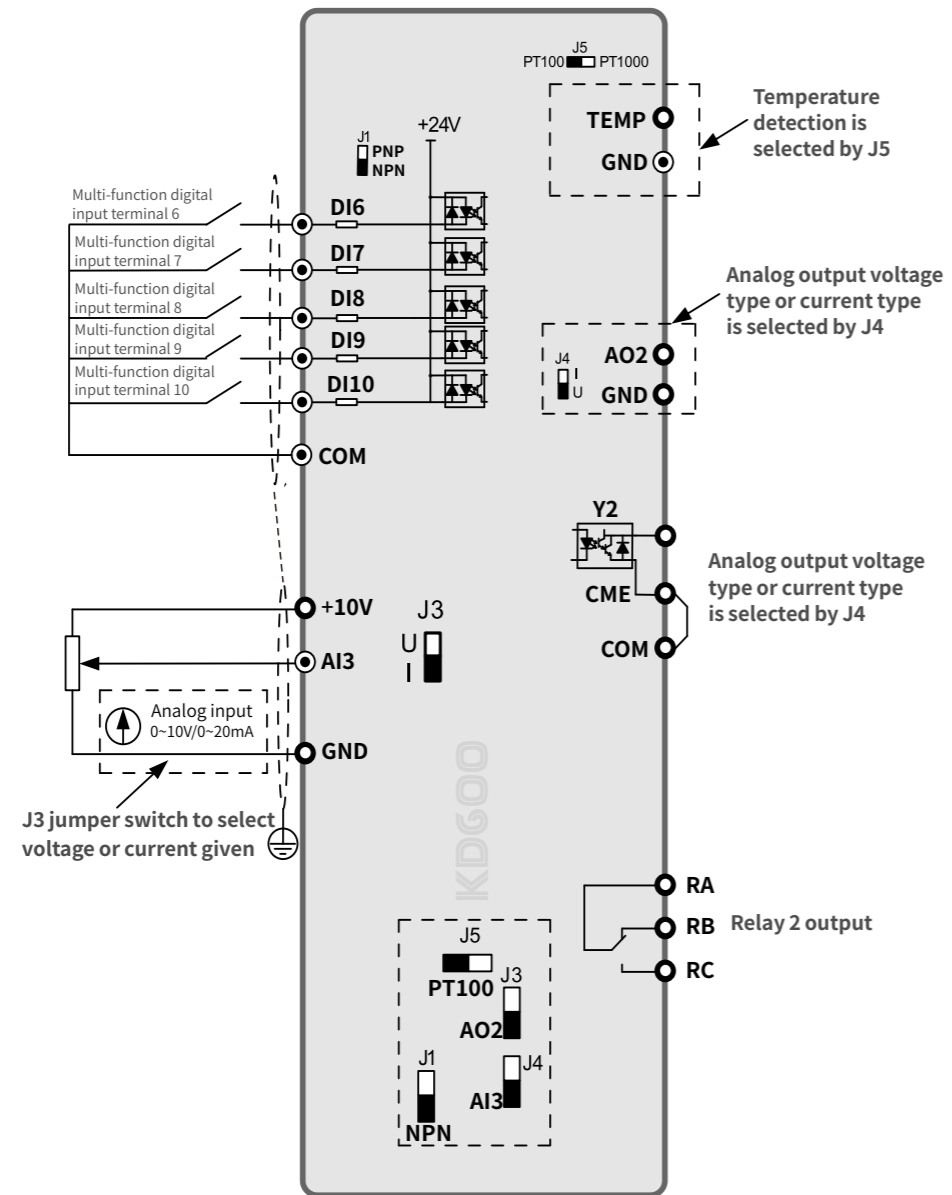 J5
PT100 PT1000
TEMP
GND
Temperature
detection is
selected by J5
+24V
J1
PNP
NPN
Multi-function digital
input terminal 6
DI6
Multi-function digital
input terminal 7
DI7
Multi-function digital
input terminal 8
DI8
Multi-function digital
input terminal 9
DI9
Multi-function digital
input terminal 10
DI10
COM
Analog output voltage
type or current type
is selected by J4
J4
I
U
AO2
GND
Y2
CME
COM
Analog output voltage
type or current type
is selected by J4
+10V
AI3
J3
U
I
Analog input
0~10V/0~20mA
GND
J3 jumper switch to select
voltage or current given
KD600
RA
RB
RC
Relay 2 output
J5
PT100
J3
AO2
J1
NPN
J4
AI3